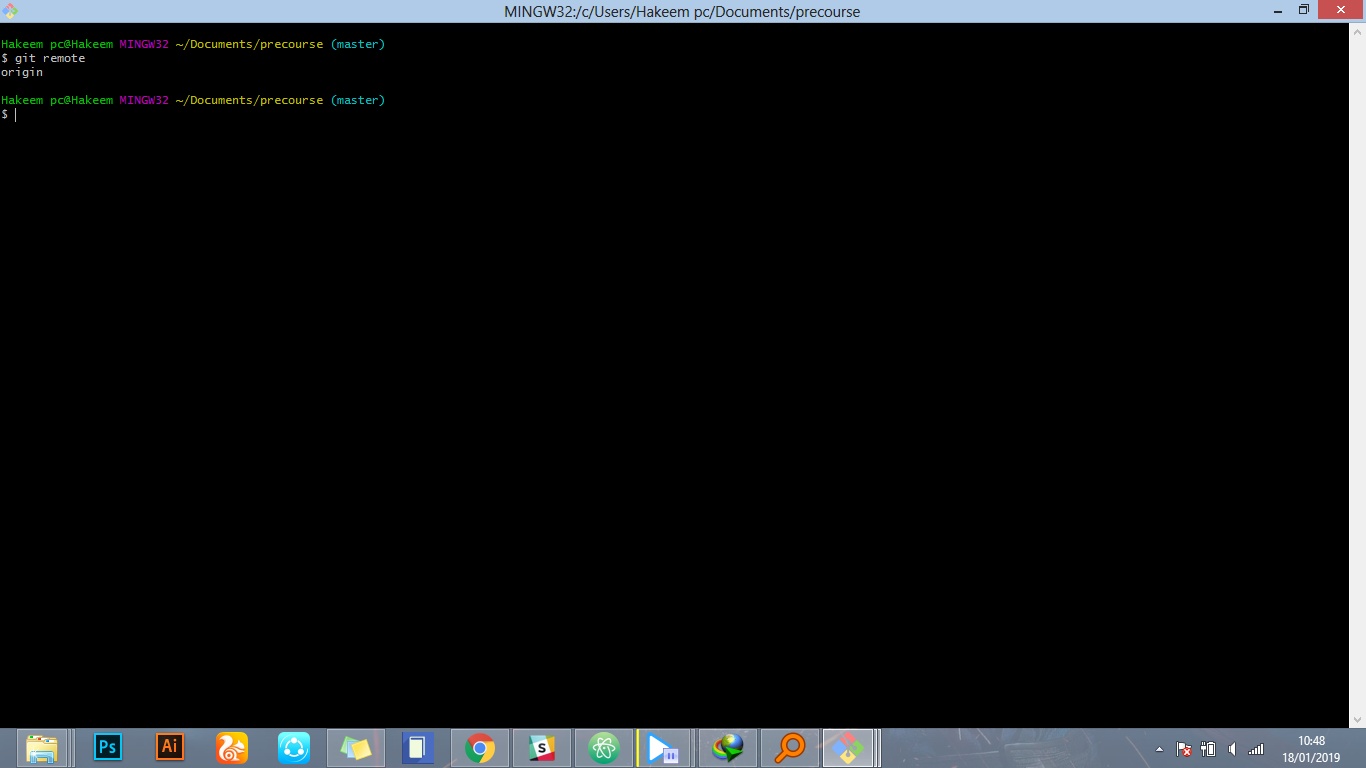 MINGW32:/c/Users/Hakeem pc/Documents/precourse
Hakeem pc@Hakeem MINGW32 ~/Documents/precourse (master)
$ git remote
origin
Hakeem pc@Hakeem MINGW32 ~/Documents/precourse (master)
$
Ps
Ai
S
10:48
18/01/2019